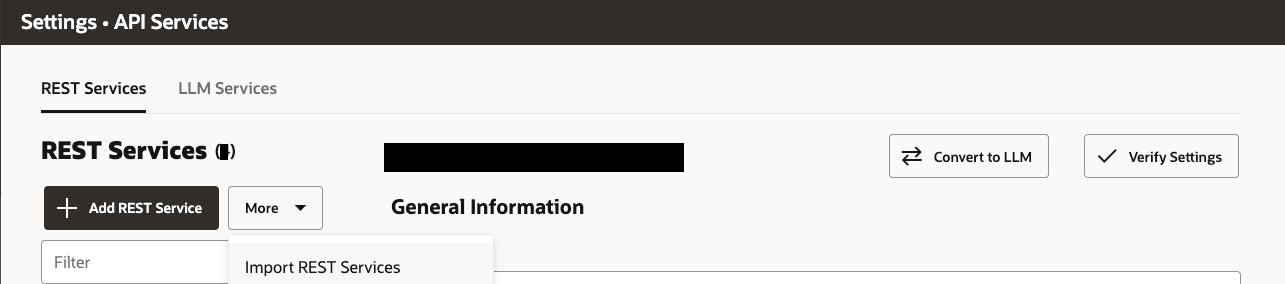 Settings • API Services
REST Services
LLM Services
REST Services ()
Convert to LLM
Verify Settings
Add REST Service
More
General Information
Filter
Import REST Services